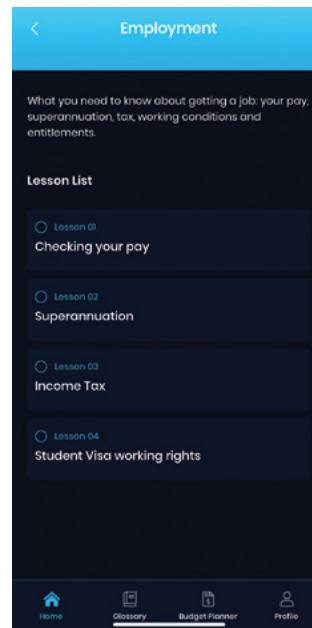 Employment
What you need to know about getting a job: your pay,
superannuation, tax, working conditions and
entitlements.
Lesson List
Lesson 01
Checking your pay
Lesson 02
Superannuation
Lesson 03
Income Tax
Lesson 04
Student Visa working rights
Home Glossary Budget Planner Profile